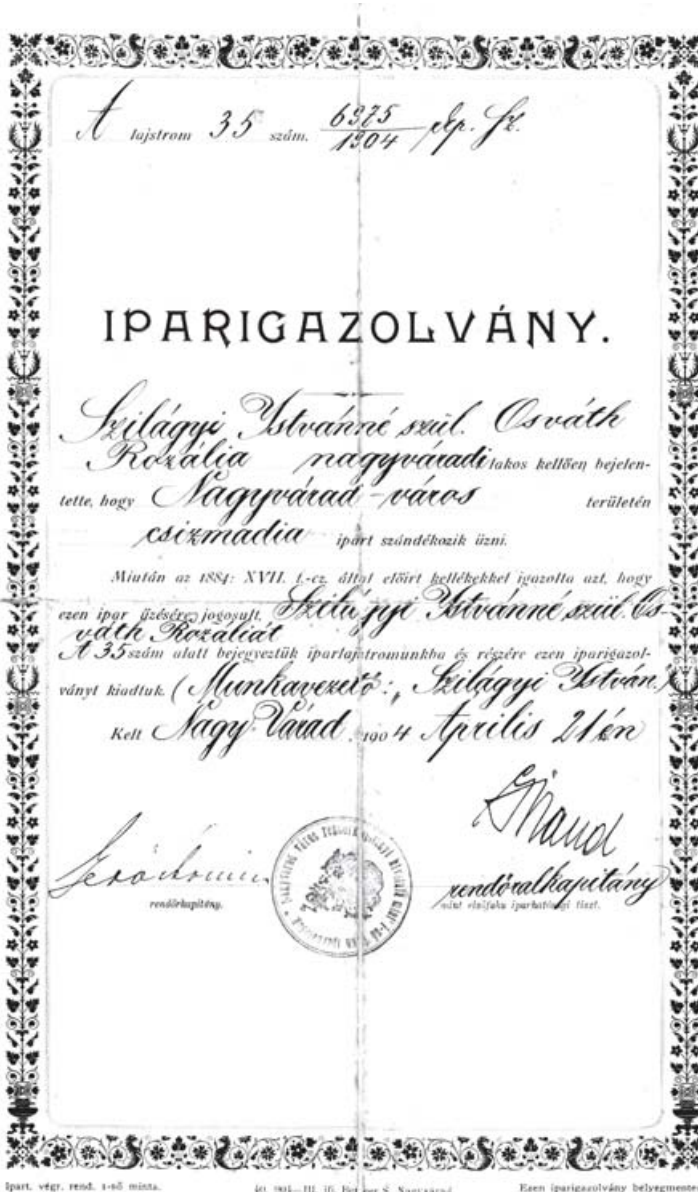 A lajstrom 35 szám. 6375/1904 
IPARIGAZOLVÁNY.
Szilágyi Istvánné szül. Osváth
Rozália nagyváradi lakos kellően bejelen-
tette, hogy Nagyvárad-város területén
csizmadia ipart szándékozik űzni.
Miután az 1884: XVII. t.-cz. által előirt kellékekkel igazolta azt, hogy
ezen ipar űzésére jogosult, Szilágyi Istvánné szül. Os-
váth Rozáliát
A 35 szám alatt bejegyeztük iparlajstromunkba és részére ezen iparigazol-
ványt kiadtuk. (Munkavezető: „Szilágyi István.)
Kelt Nagy-Várad, 1904 Április 21én
rendőrkapitány.
rendőralkapitány
mint elsőfoku iparhatósági tiszt.
Ipart. végr. rend. 1-ső minta.
Nagyvárad
Ezen iparigazolvány bélyegmentes